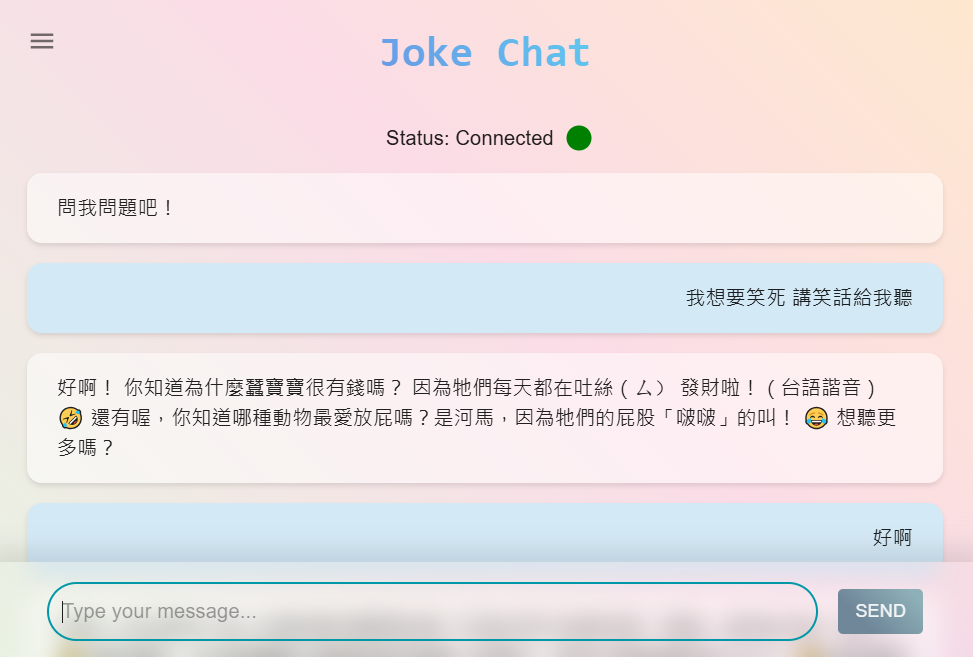 Joke Chat
Status: Connected
問我問題吧！
我想要笑死 講笑話給我聽
好啊！ 你知道為什麼蠶寶寶很有錢嗎？ 因為牠們每天都在吐絲（ㄙ） 發財啦！（台語諧音）
🤣 還有喔，你知道哪種動物最愛放屁嗎？是河馬，因為牠們的屁股「啵啵」的叫！ 😂 想聽更
多嗎？
好啊
Type your message...
SEND